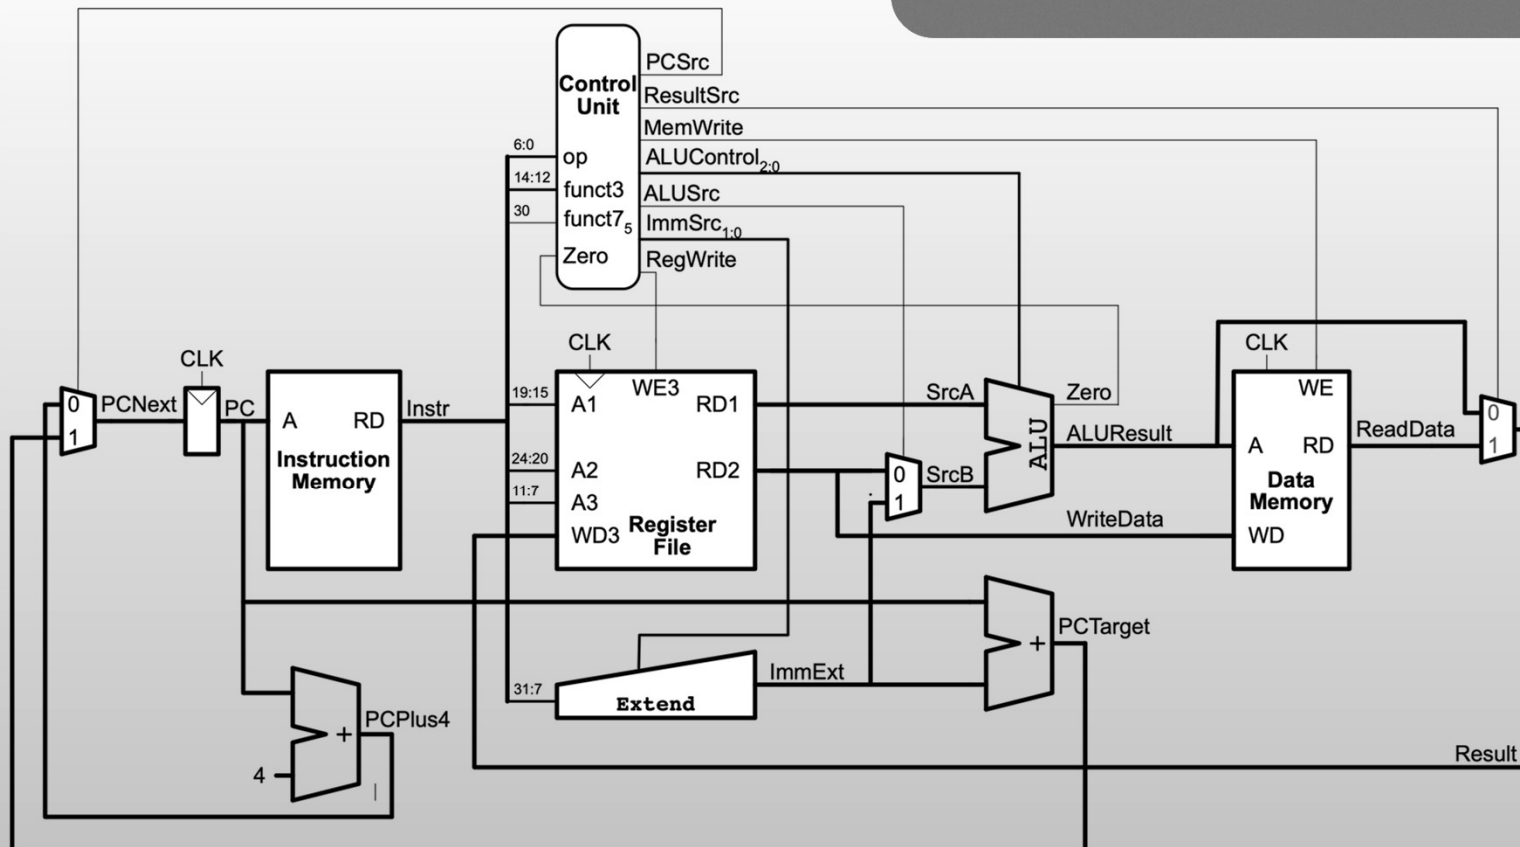 PCSrc
Control
Unit
ResultSrc
MemWrite
6:0
op
ALUControl2:0
14:12
funct3
ALUSrc
30
funct75
ImmSrc1:0
Zero
RegWrite
CLK
CLK
CLK
0
1
PCNext
PC
A
RD
Instruction
Memory
Instr
19:15
A1
WE3
RD1
24:20
A2
RD2
11:7
A3
WD3
Register
File
SrcA
0
1
SrcB
ALU
Zero
ALUResult
WriteData
WE
A
RD
Data
Memory
WD
ReadData
0
1
+
PCTarget
31:7
Extend
ImmExt
+
PCPlus4
4
Result